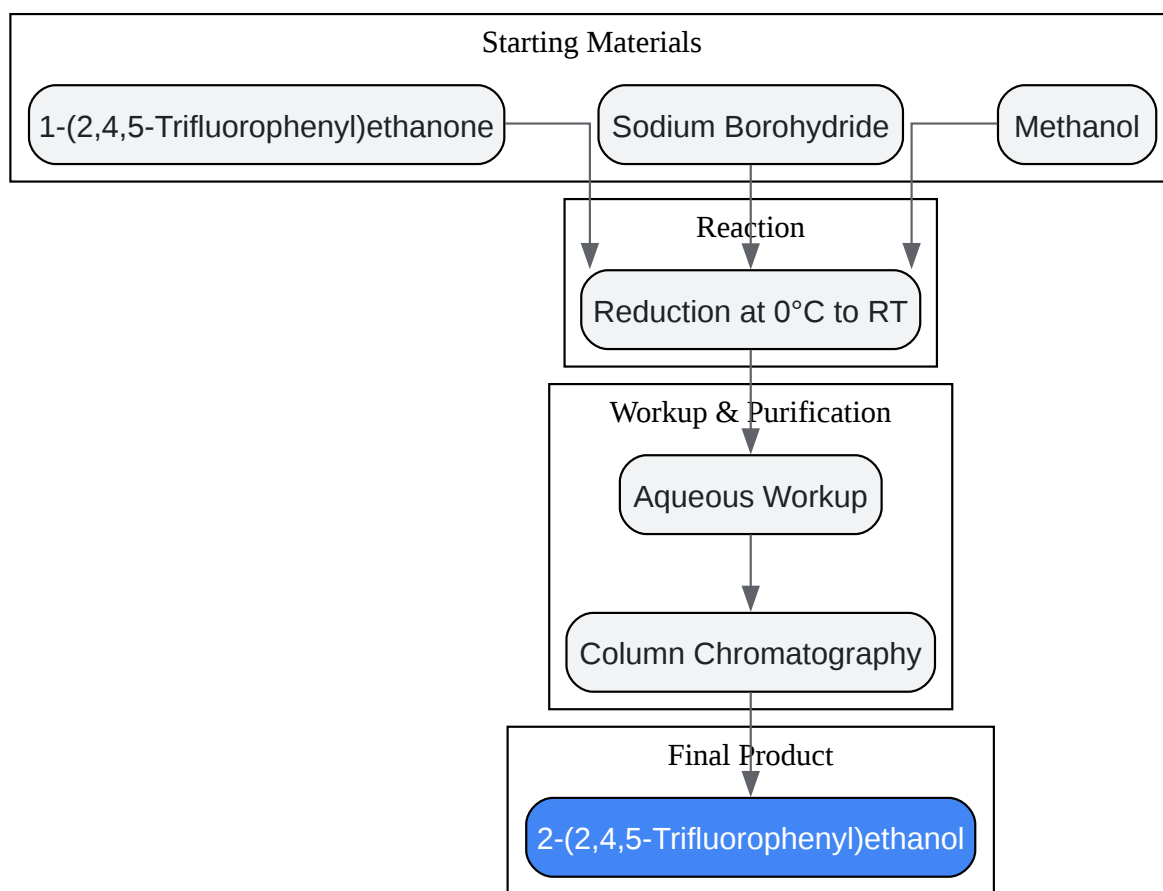 Starting Materials
1-(2,4,5-Trifluorophenyl)ethanone
Sodium Borohydride
Methanol
Reaction
Reduction at 0°C to RT
Workup & Purification
Aqueous Workup
Column Chromatography
Final Product
2-(2,4,5-Trifluorophenyl)ethanol